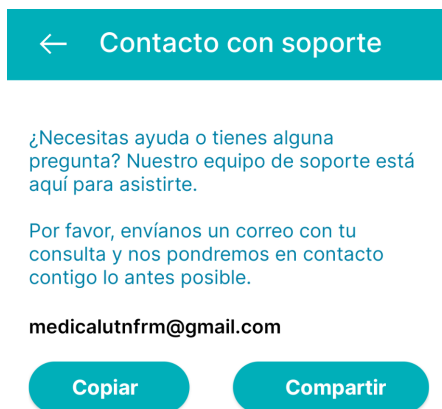 Contacto con soporte
¿Necesitas ayuda o tienes alguna
pregunta? Nuestro equipo de soporte está
aquí para asistirte.
Por favor, envíanos un correo con tu
consulta y nos pondremos en contacto
contigo lo antes posible.
medicalutnfrm@gmail.com
Copiar Compartir